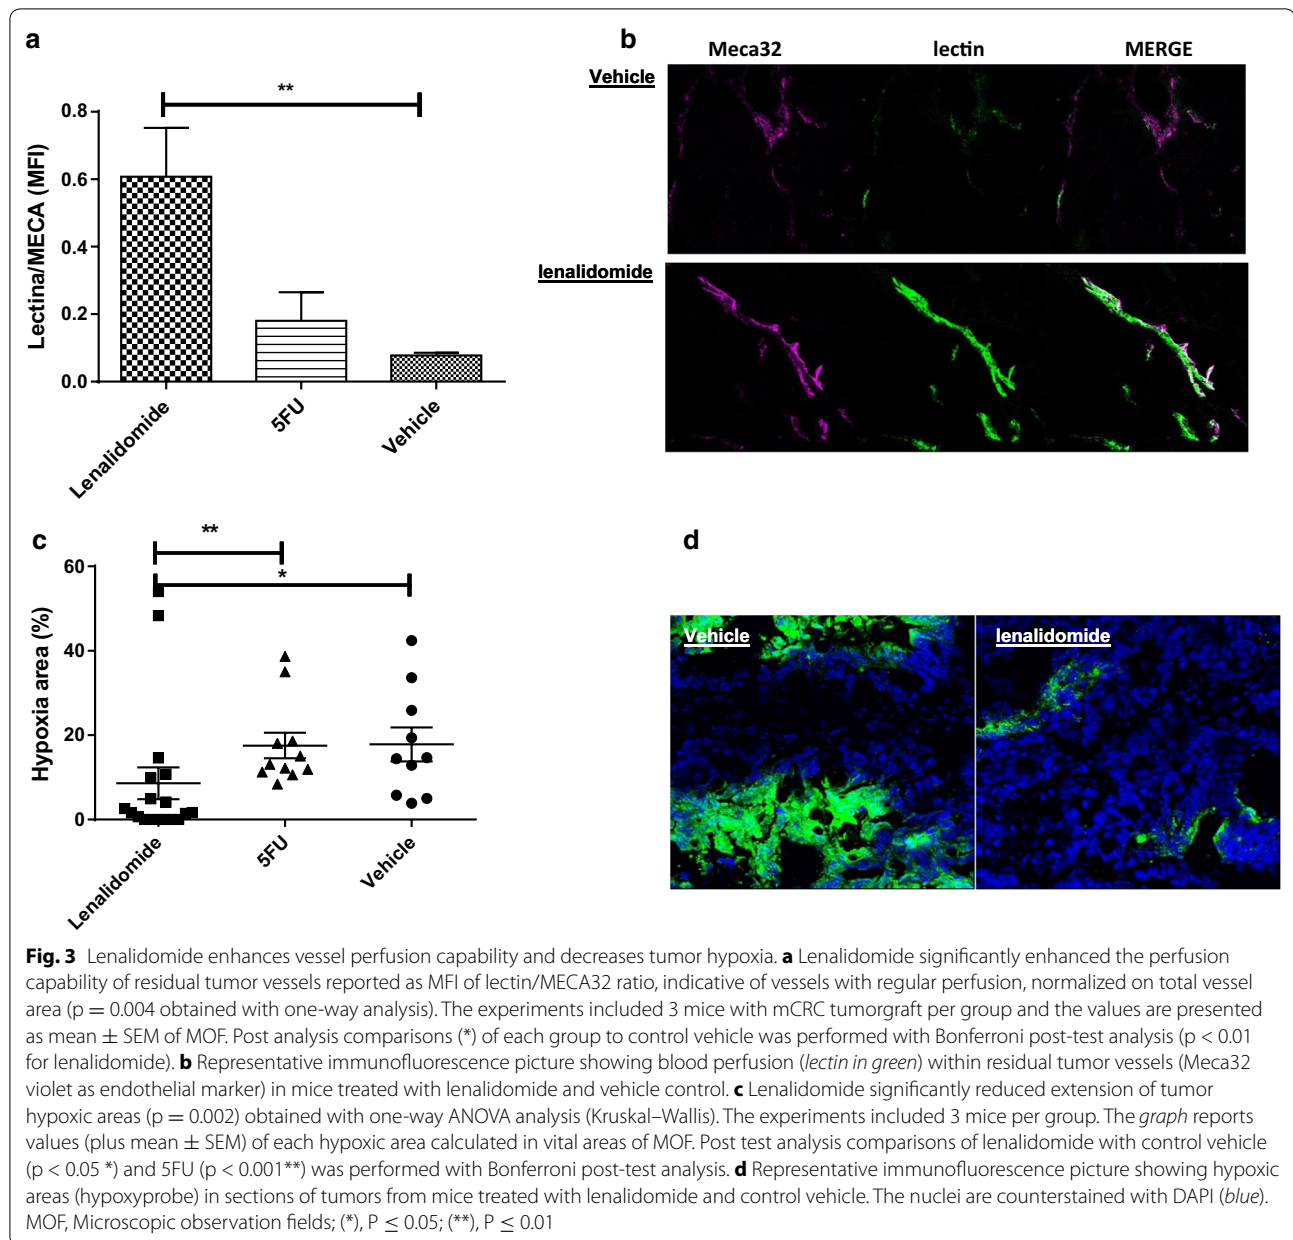 a
**
Lectina/MECA (MFI)
0.8
0.6
0.4
0.2
0.0
Lenalidomide
5FU
Vehicle
b
Meca32 lectin MERGE
Vehicle
lenalidomide
c
**
*
Hypoxia area (%)
60
40
20
0
Lenalidomide
5FU
Vehicle
d
Vehicle
lenalidomide
Fig. 3 Lenalidomide enhances vessel perfusion capability and decreases tumor hypoxia. a Lenalidomide significantly enhanced the perfusion
capability of residual tumor vessels reported as MFI of lectin/MECA32 ratio, indicative of vessels with regular perfusion, normalized on total vessel
area (p = 0.004 obtained with one-way analysis). The experiments included 3 mice with mCRC tumorgraft per group and the values are presented
as mean ± SEM of MOF. Post analysis comparisons (*) of each group to control vehicle was performed with Bonferroni post-test analysis (p < 0.01
for lenalidomide). b Representative immunofluorescence picture showing blood perfusion (lectin in green) within residual tumor vessels (Meca32
violet as endothelial marker) in mice treated with lenalidomide and vehicle control. c Lenalidomide significantly reduced extension of tumor
hypoxic areas (p = 0.002) obtained with one-way ANOVA analysis (Kruskal–Wallis). The experiments included 3 mice per group. The graph reports
values (plus mean ± SEM) of each hypoxic area calculated in vital areas of MOF. Post test analysis comparisons of lenalidomide with control vehicle
(p < 0.05 *) and 5FU (p < 0.001**) was performed with Bonferroni post-test analysis. d Representative immunofluorescence picture showing hypoxic
areas (hypoxyprobe) in sections of tumors from mice treated with lenalidomide and control vehicle. The nuclei are counterstained with DAPI (blue).
MOF, Microscopic observation fields; (*), P ≤ 0.05; (**), P ≤ 0.01